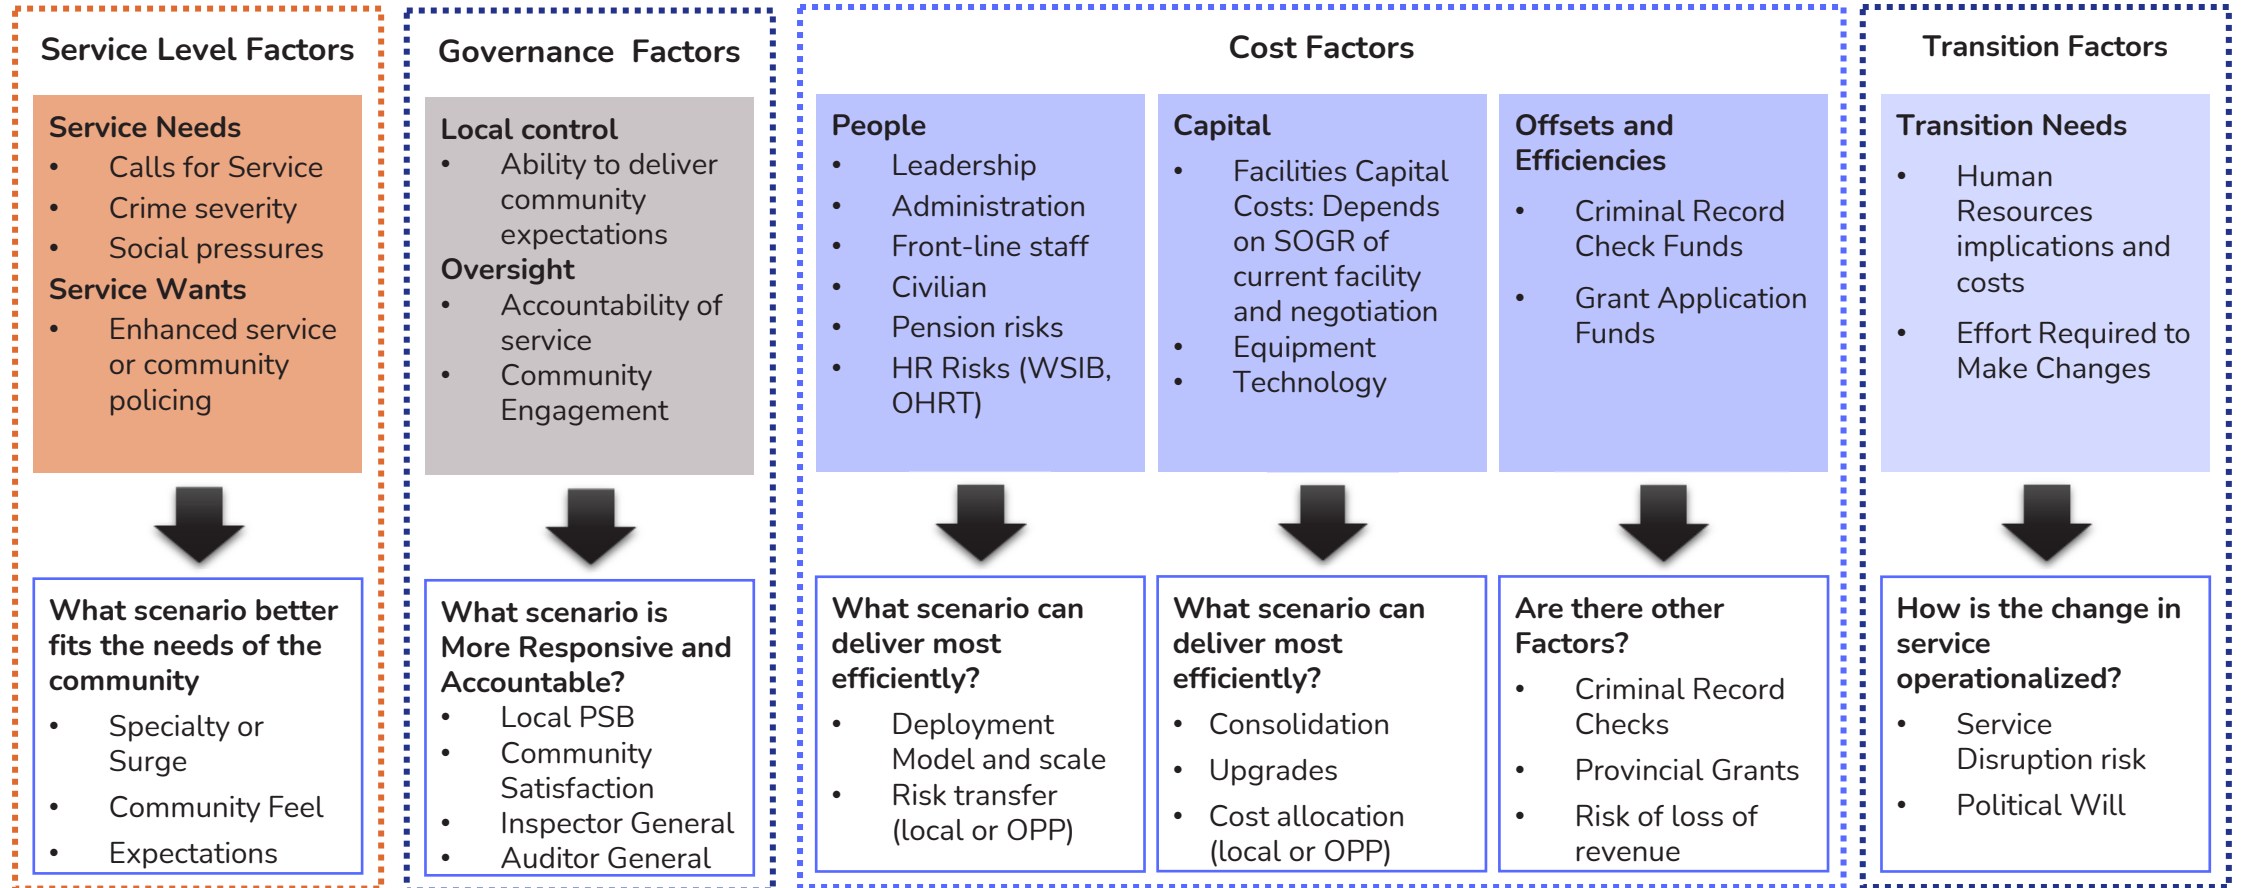 Service Level Factors
Service Needs
• Calls for Service
• Crime severity
• Social pressures
Service Wants
• Enhanced service
or community
policing
What scenario better
fits the needs of the
community
• Specialty or
Surge
• Community Feel
• Expectations
Governance Factors
Local control
• Ability to deliver
community
expectations
Oversight
• Accountability of
service
• Community
Engagement
What scenario is
More Responsive and
Accountable?
• Local PSB
• Community
Satisfaction
• Inspector General
• Auditor General
Cost Factors
People
• Leadership
• Administration
• Front-line staff
• Civilian
• Pension risks
• HR Risks (WSIB,
OHRT)
What scenario can
deliver most
efficiently?
• Deployment
Model and scale
• Risk transfer
(local or OPP)
Capital
• Facilities Capital
Costs: Depends
on SOGR of
current facility
and negotiation
• Equipment
• Technology
What scenario can
deliver most
efficiently?
• Consolidation
• Upgrades
• Cost allocation
(local or OPP)
Offsets and
Efficiencies
• Criminal Record
Check Funds
• Grant Application
Funds
Are there other
Factors?
• Criminal Record
Checks
• Provincial Grants
• Risk of loss of
revenue
Transition Factors
Transition Needs
• Human
Resources
implications and
costs
• Effort Required to
Make Changes
How is the change in
service
operationalized?
• Service
Disruption risk
• Political Will